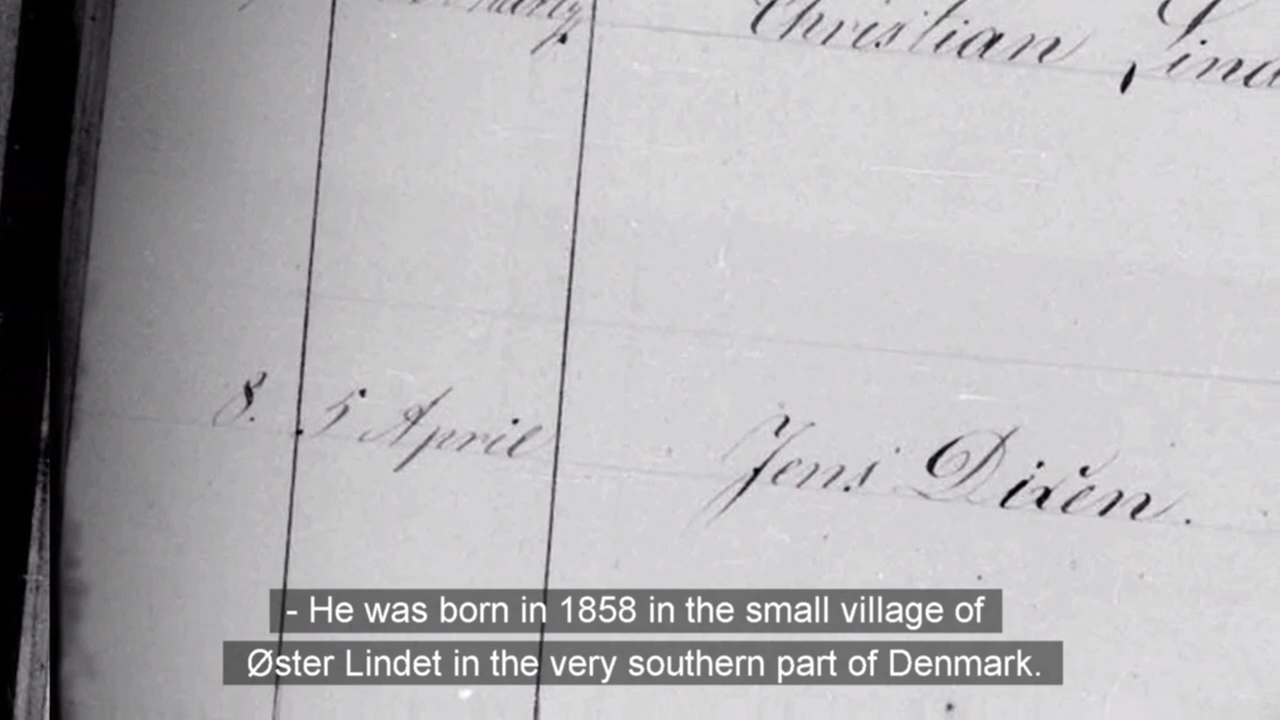 Christian Lind
8. 5 April Jens Dixen.
- He was born in 1858 in the small village of
Øster Lindet in the very southern part of Denmark.